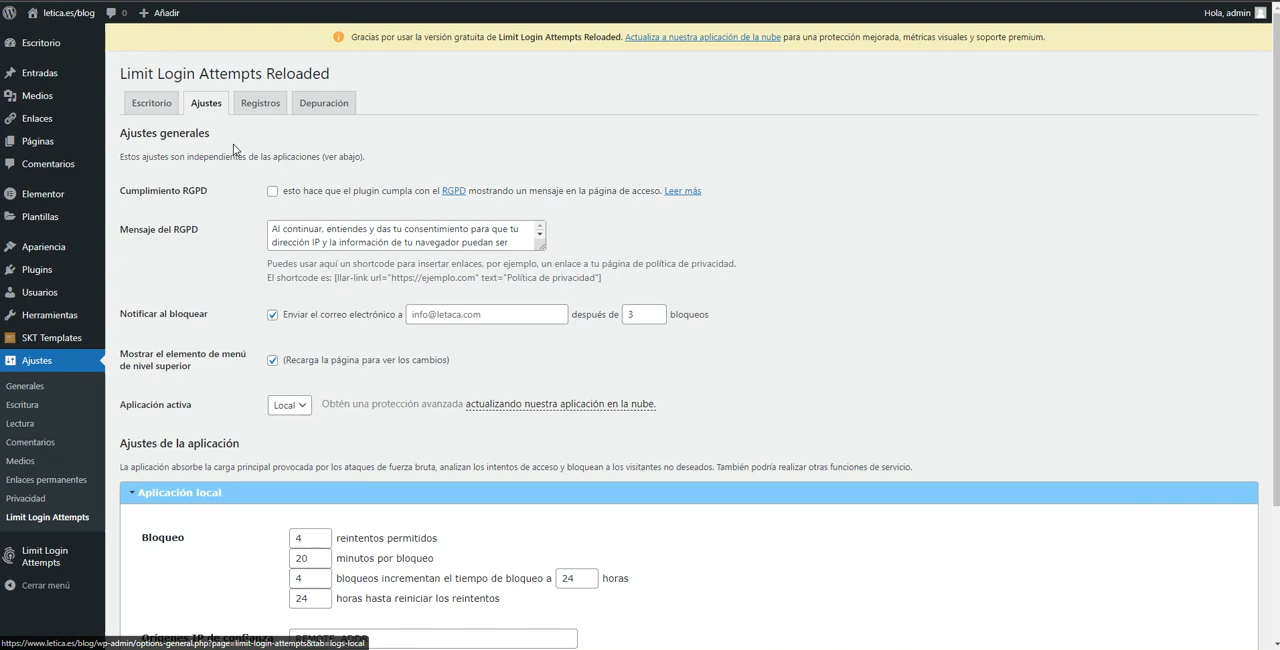 letica.es/blog
0
Añadir
Hola, admin
Escritorio
Entradas
Medios
Enlaces
Páginas
Comentarios
Elementor
Plantillas
Apariencia
Plugins
Usuarios
Herramientas
SKT Templates
Ajustes
Generales
Escritura
Lectura
Comentarios
Medios
Enlaces permanentes
Privacidad
Limit Login Attempts
Limit Login
Attempts
Cerrar menú
Gracias por usar la versión gratuita de Limit Login Attempts Reloaded. Actualiza a nuestra aplicación de la nube para una protección mejorada, métricas visuales y soporte premium.
Limit Login Attempts Reloaded
Escritorio Ajustes Registros Depuración
Ajustes generales
Estos ajustes son independientes de las aplicaciones (ver abajo).
Cumplimiento RGPD esto hace que el plugin cumpla con el RGPD mostrando un mensaje en la página de acceso. Leer más
Mensaje del RGPD
Al continuar, entiendes y das tu consentimiento para que tu
dirección IP y la información de tu navegador puedan ser
Puedes usar aquí un shortcode para insertar enlaces, por ejemplo, un enlace a tu página de política de privacidad.
El shortcode es: [llar-link url="https://ejemplo.com" text="Política de privacidad"]
Notificar al bloquear Enviar el correo electrónico a info@letaca.com después de 3 bloqueos
Mostrar el elemento de menú
de nivel superior
(Recarga la página para ver los cambios)
Aplicación activa Local Obtén una protección avanzada actualizando nuestra aplicación en la nube.
Ajustes de la aplicación
La aplicación absorbe la carga principal provocada por los ataques de fuerza bruta, analizan los intentos de acceso y bloquean a los visitantes no deseados. También podría realizar otras funciones de servicio.
Aplicación local
Bloqueo 4 reintentos permitidos
20 minutos por bloqueo
4 bloqueos incrementan el tiempo de bloqueo a 24 horas
24 horas hasta reiniciar los reintentos
Orígenes IP de confianza REMOTE_ADDR
https://www.letica.es/blog/wp-admin/options-general.php?page=limit-login-attempts&tab=logs-local